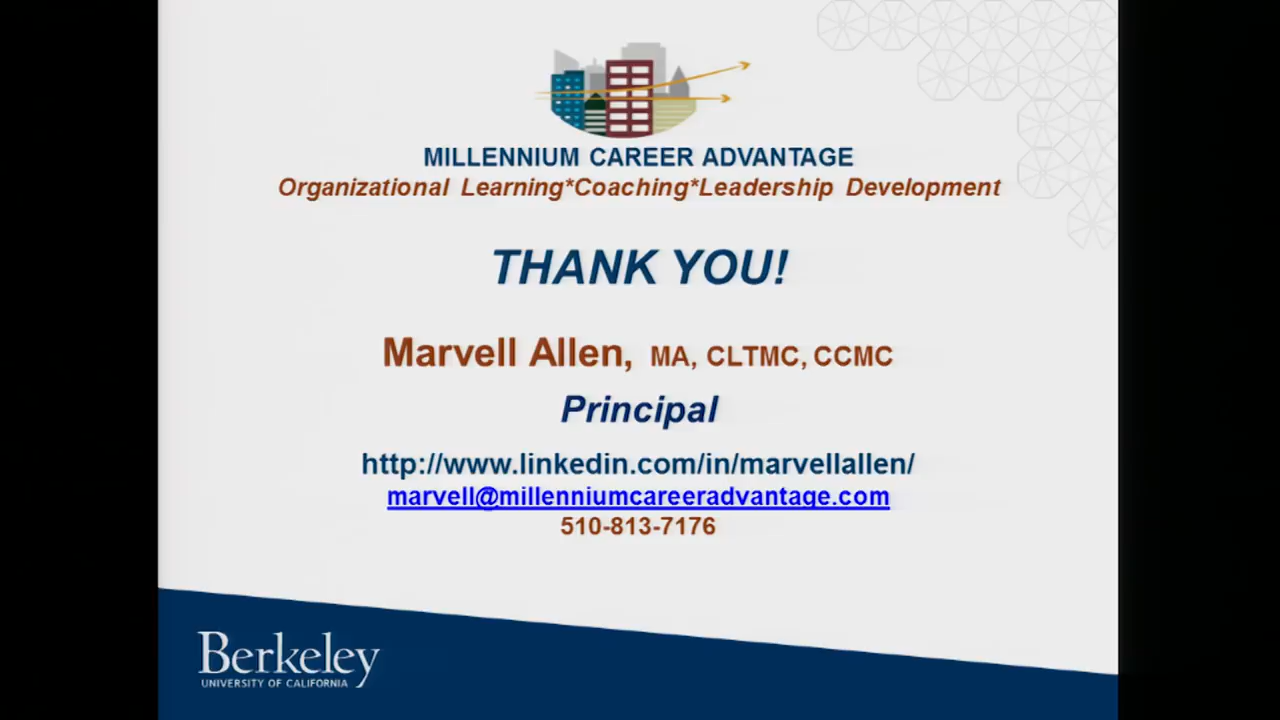 MILLENNIUM CAREER ADVANTAGE
Organizational Learning*Coaching*Leadership Development
THANK YOU!
Marvell Allen, MA, CLTMC, CCMC
Principal
http://www.linkedin.com/in/marvellallen/
marvell@millenniumcareeradvantage.com
510-813-7176
Berkeley
UNIVERSITY OF CALIFORNIA